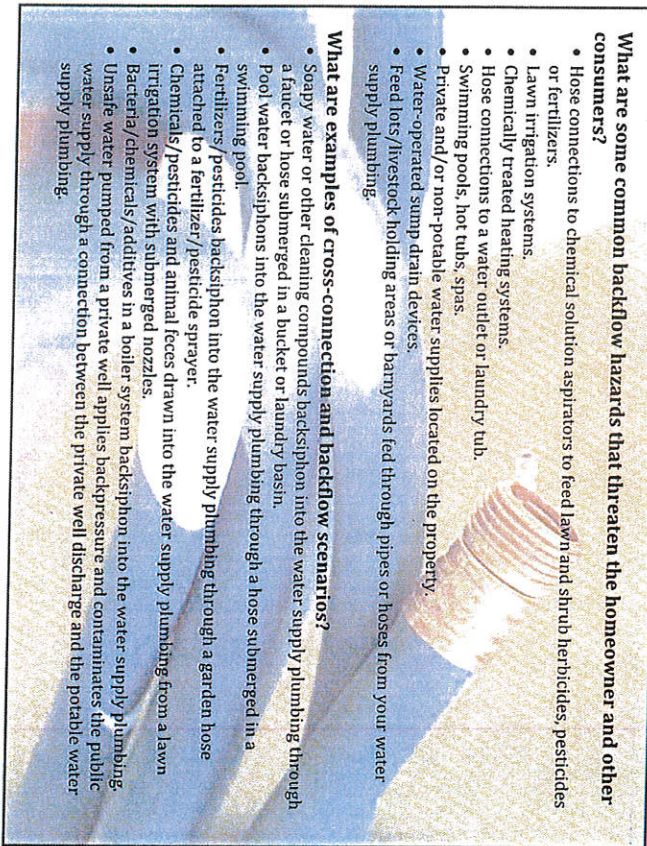 What are some common backflow hazards that threaten the homeowner and other
consumers?
• Hose connections to chemical solution aspirators to feed lawn and shrub herbicides, pesticides
or fertilizers.
• Lawn irrigation systems.
• Chemically treated heating systems.
• Hose connections to a water outlet or laundry tub.
• Swimming pools, hot tubs, spas.
• Private and/or non-potable water supplies located on the property.
• Water-operated sump drain devices.
• Feed lots/livestock holding areas or barnyards fed through pipes or hoses from your water
supply plumbing.
What are examples of cross-connection and backflow scenarios?
• Soapy water or other cleaning compounds backsiphon into the water supply plumbing through
a faucet or hose submerged in a bucket or laundry basin.
• Pool water backsiphons into the water supply plumbing through a hose submerged in a
swimming pool.
• Fertilizers/pesticides backsiphon into the water supply plumbing through a garden hose
attached to a fertilizer/pesticide sprayer.
• Chemicals/pesticides and animal feces drawn into the water supply plumbing from a lawn
irrigation system with submerged nozzles.
• Bacteria/chemicals/additives in a boiler system backsiphon into the water supply plumbing.
• Unsafe water pumped from a private well applies backpressure and contaminates the public
water supply through a connection between the private well discharge and the potable water
supply plumbing.